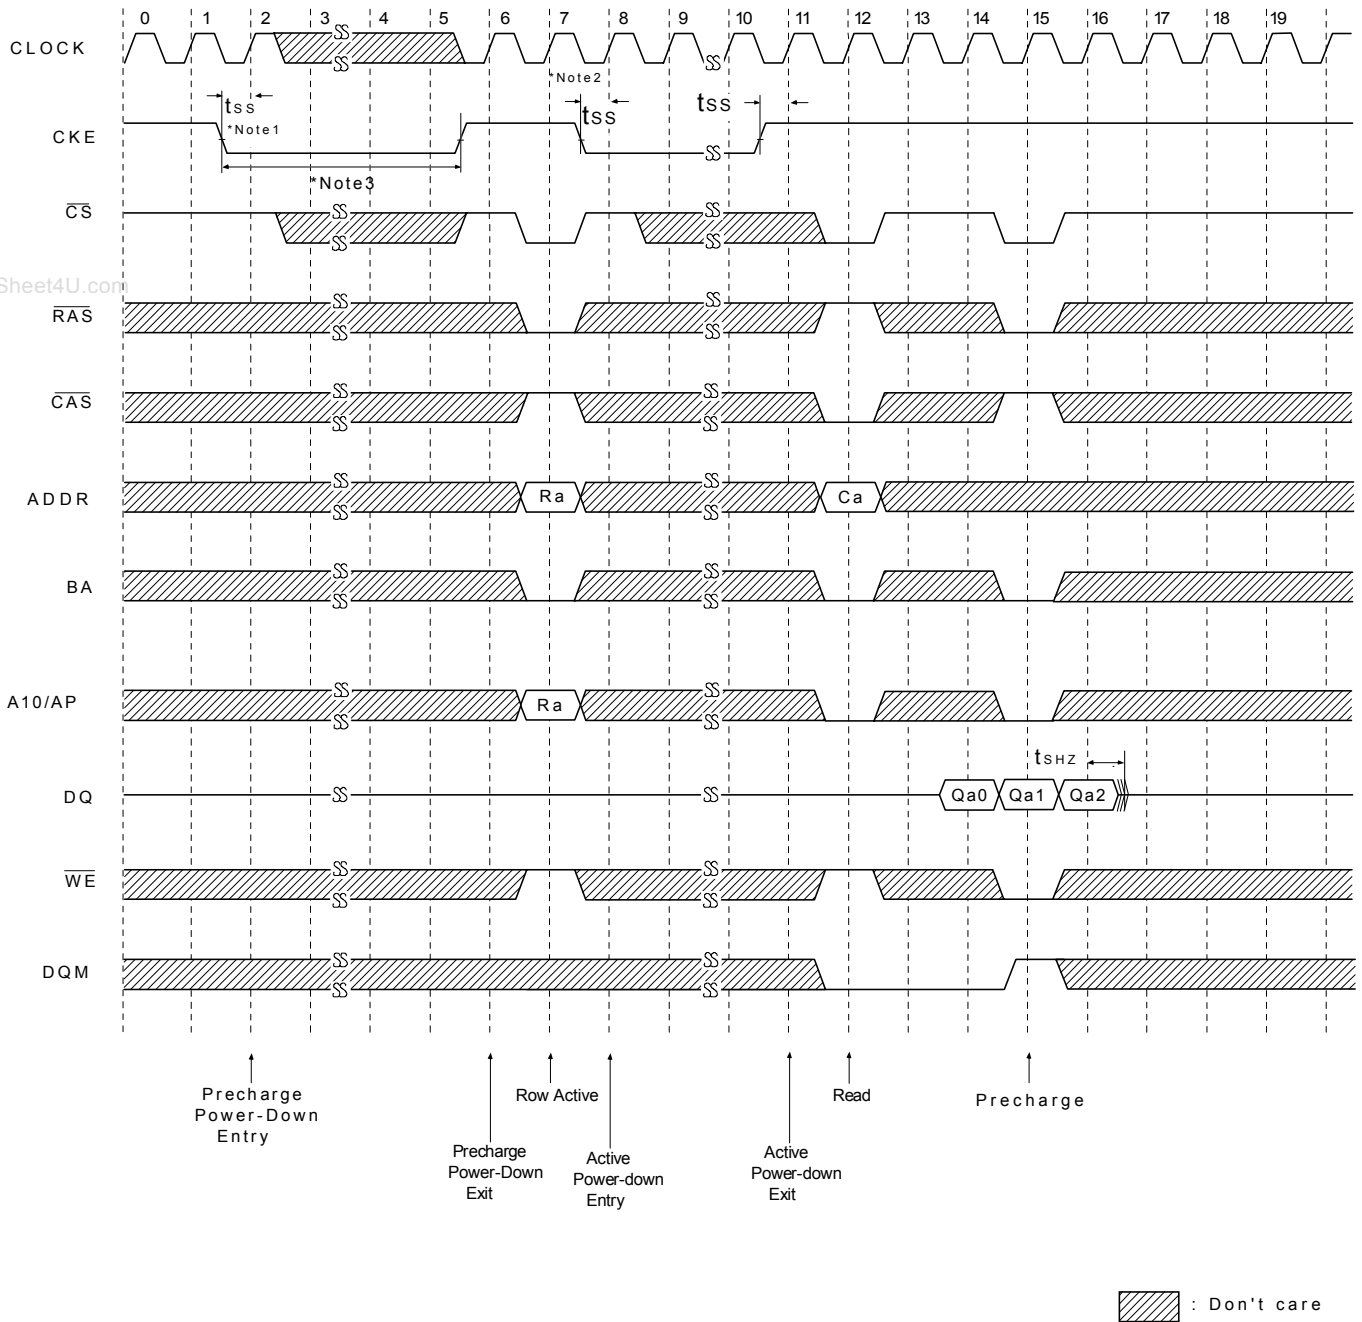 0 1 2 3 4 5 6 7 8 9 10 11 12 13 14 15 16 17 18 19
CLOCK
*Note2
tss tss tss
*Note1
CKE
*Note3
CS
Sheet4U.com
RAS
CAS
ADDR Ra Ca
BA
A10/AP Ra
tSHZ
DQ Qa0 Qa1 Qa2
WE
DQM
Precharge
Power-Down
Entry
Row Active
Read
Precharge
Precharge
Power-Down
Exit
Active
Power-down
Entry
Active
Power-down
Exit
: Don't care